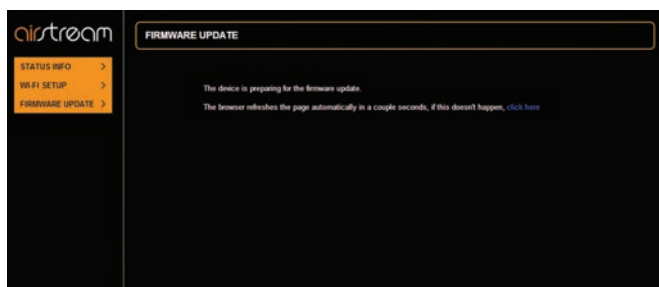 airstream
FIRMWARE UPDATE
STATUS INFO >
WI-FI SETUP >
FIRMWARE UPDATE >
The device is preparing for the firmware update.
The browser refreshes the page automatically in a couple seconds, if this doesn't happen, click here